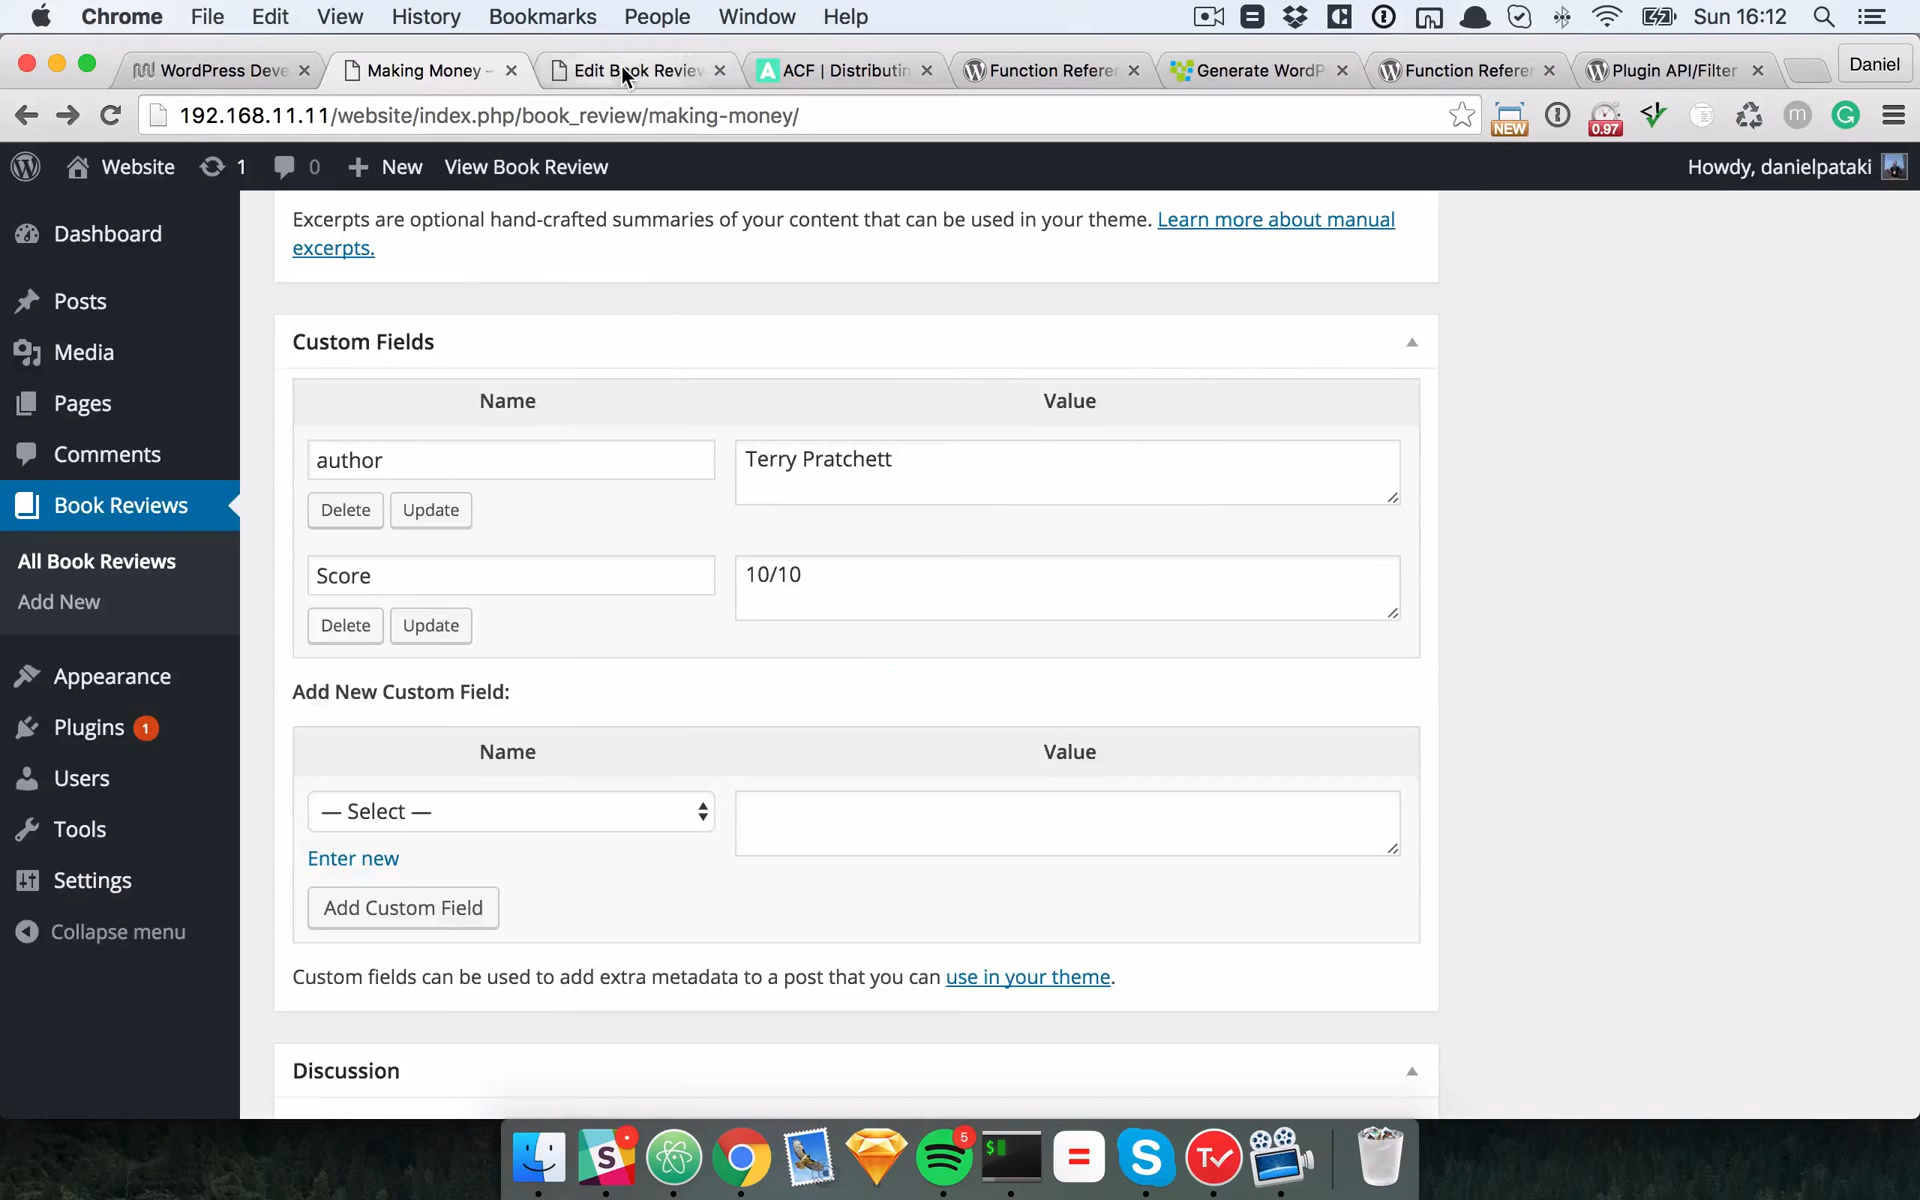 Chrome File Edit View History Bookmarks People Window Help Sun 16:12
WordPress Deve Making Money - Edit Book Review ACF | Distributin Function Referer Generate WordP Function Referer Plugin API/Filter Daniel
192.168.11.11/website/index.php/book_review/making-money/ NEW 0.97 m G
Website 1 0 + New View Book Review Howdy, danielpataki
Dashboard
Posts
Media
Pages
Comments
Book Reviews
All Book Reviews
Add New
Appearance
Plugins 1
Users
Tools
Settings
Collapse menu
Excerpts are optional hand-crafted summaries of your content that can be used in your theme. Learn more about manual
excerpts.
Custom Fields
Name Value
author Terry Pratchett
Delete Update
Score 10/10
Delete Update
Add New Custom Field:
Name Value
— Select —
Enter new
Add Custom Field
Custom fields can be used to add extra metadata to a post that you can use in your theme.
Discussion
S 5 $ S